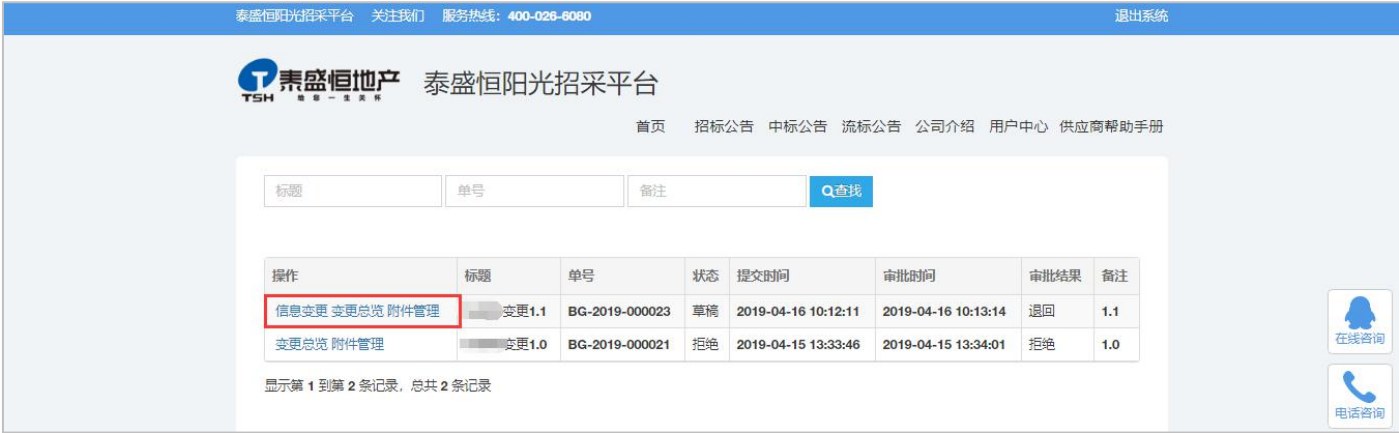 泰盛恒阳光招采平台 关注我们 服务热线：400-026-6080 退出系统
泰盛恒地产 泰盛恒阳光招采平台
TSH 给您一生关怀
首页 招标公告 中标公告 流标公告 公司介绍 用户中心 供应商帮助手册
标题 单号 备注 查找
操作 标题 单号 状态 提交时间 审批时间 审批结果 备注
信息变更 变更总览 附件管理 变更1.1 BG-2019-000023 草稿 2019-04-16 10:12:11 2019-04-16 10:13:14 退回 1.1
变更总览 附件管理 变更1.0 BG-2019-000021 拒绝 2019-04-15 13:33:46 2019-04-15 13:34:01 拒绝 1.0
显示第 1 到第 2 条记录，总共 2 条记录
在线咨询
电话咨询